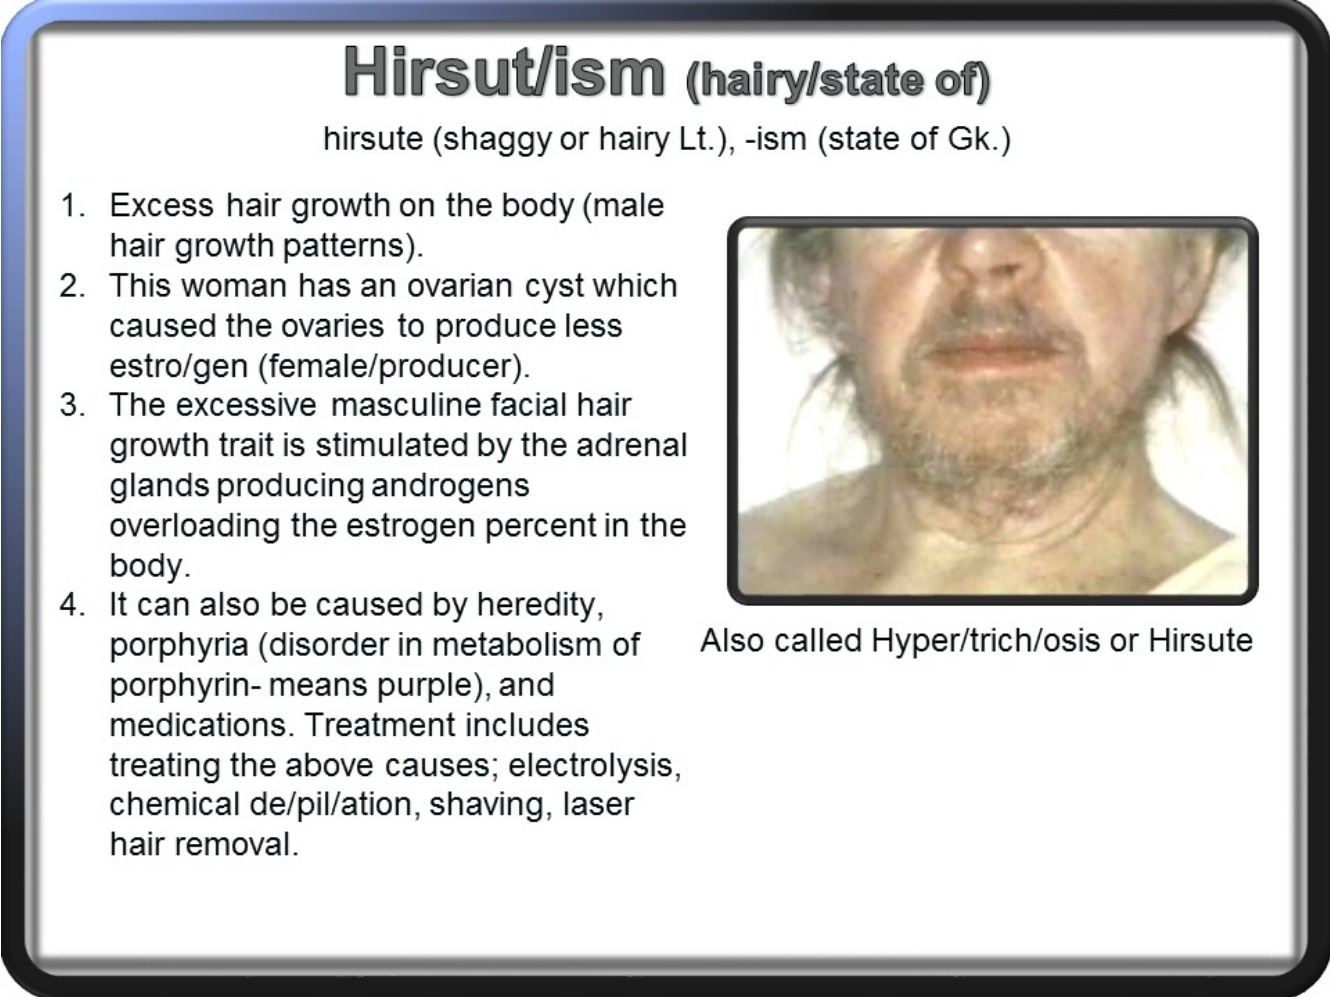 Hirsut/ism (hairy/state of)
hirsute (shaggy or hairy Lt.), -ism (state of Gk.)
1. Excess hair growth on the body (male
hair growth patterns).
2. This woman has an ovarian cyst which
caused the ovaries to produce less
estro/gen (female/producer).
3. The excessive masculine facial hair
growth trait is stimulated by the adrenal
glands producing androgens
overloading the estrogen percent in the
body.
4. It can also be caused by heredity,
porphyria (disorder in metabolism of
porphyrin- means purple), and
medications. Treatment includes
treating the above causes; electrolysis,
chemical de/pil/ation, shaving, laser
hair removal.
Also called Hyper/trich/osis or Hirsute